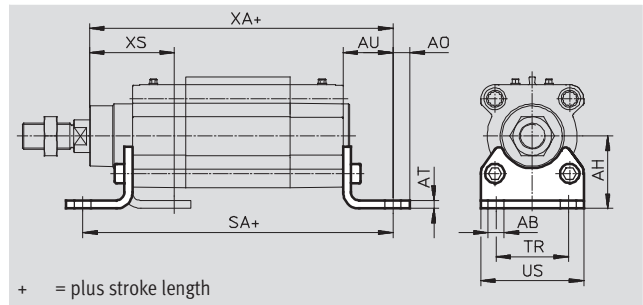 XA+
XS
AU
AO
AT
AH
SA+
AB
TR
US
+ = plus stroke length